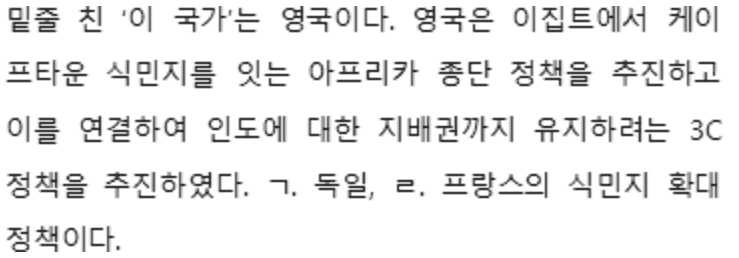 밑줄 친 '이 국가'는 영국이다. 영국은 이집트에서 케이
프타운 식민지를 잇는 아프리카 종단 정책을 추진하고
이를 연결하여 인도에 대한 지배권까지 유지하려는 3C
정책을 추진하였다. ㄱ. 독일, ㄹ. 프랑스의 식민지 확대
정책이다.